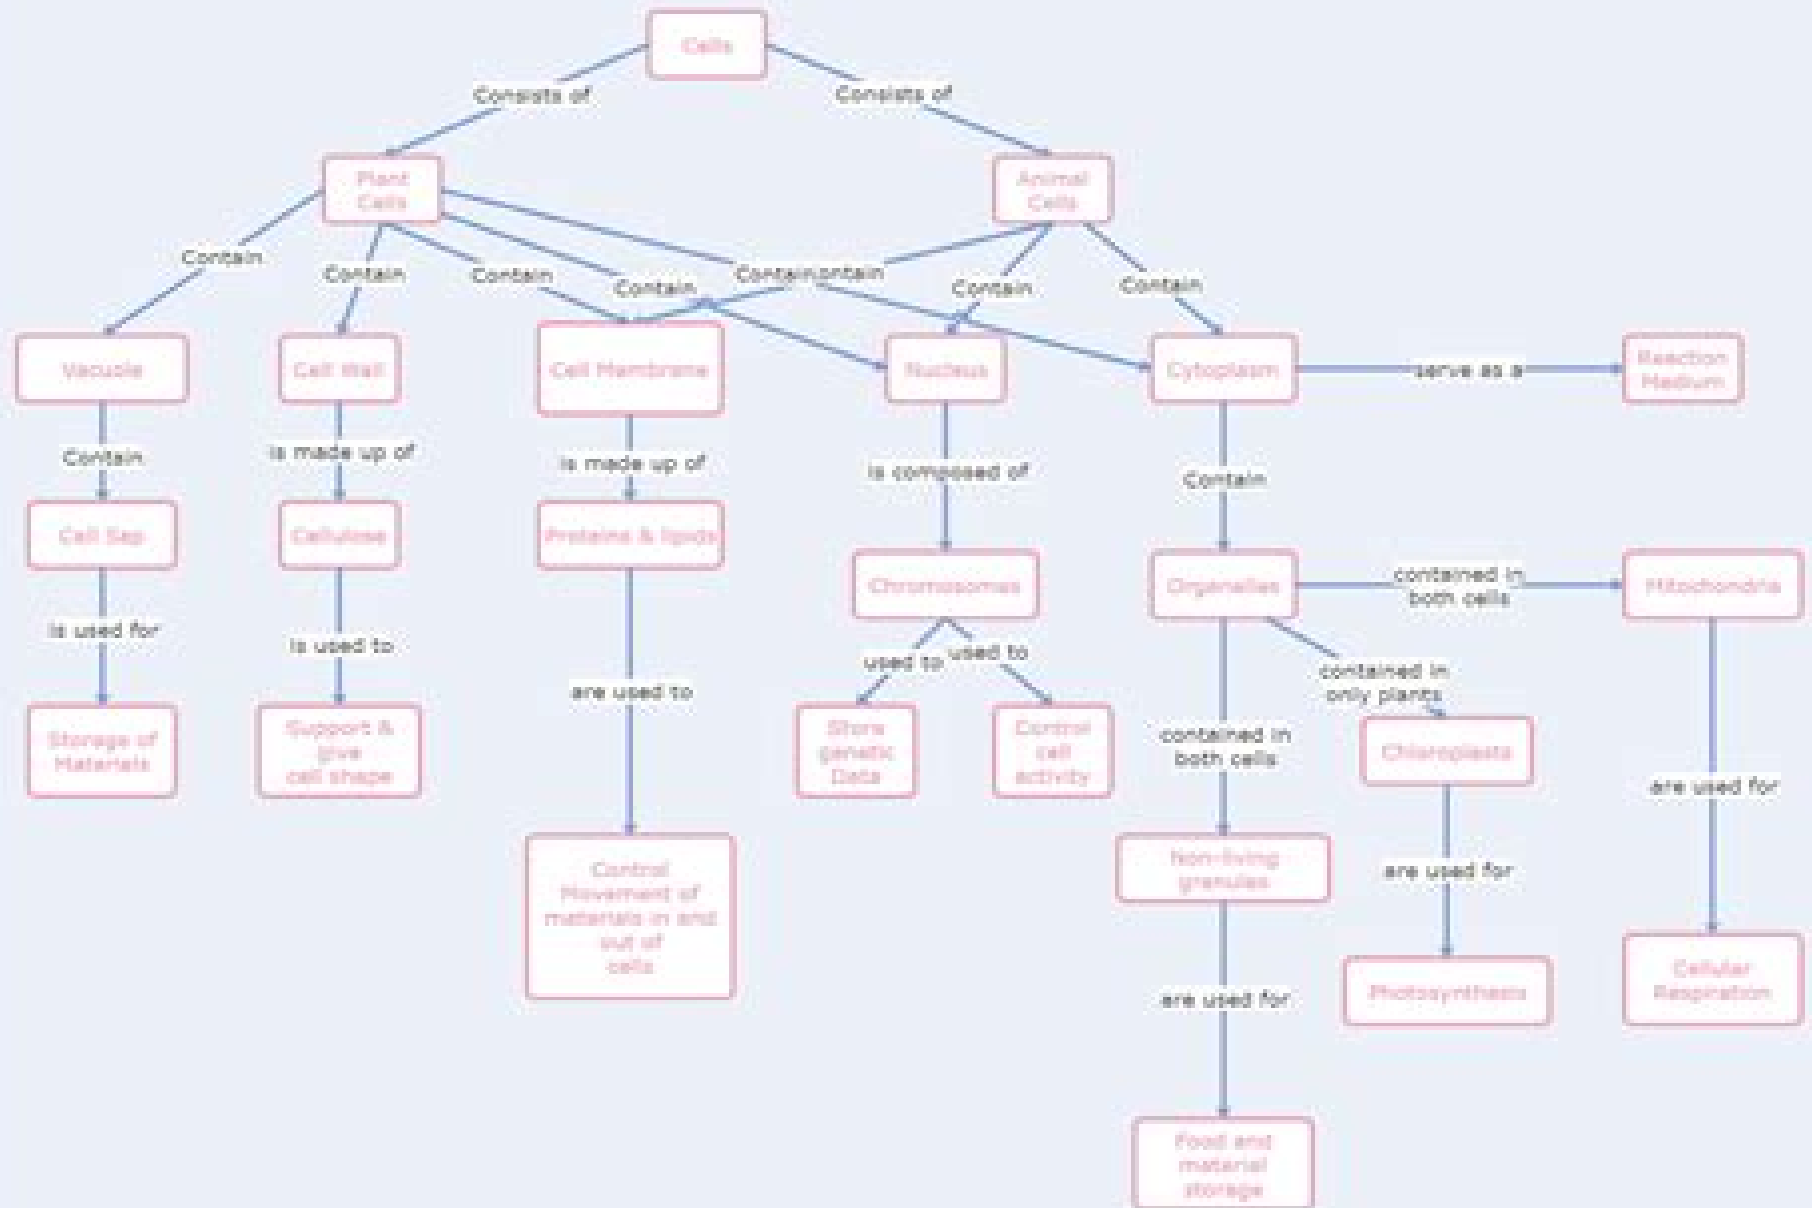 Cells
Consists of
Consists of
Plant
Cells
Animal
Cells
Contain
Contain
Contain
Contain
Contain
ontain
Contain
Contain
Vacuole
Cell Wall
Cell Membrane
Nucleus
Cytoplasm
serve as a
Reaction
Medium
Contain
is made up of
is made up of
is composed of
Contain
Cell Sap
Cellulose
Proteins & lipids
Chromosomes
Organelles
contained in
both cells
Mitochondria
is used for
is used to
are used to
used to
used to
contained in
only plants
Storage of
Materials
Support &
give
cell shape
Store
genetic
Data
Control
cell
activity
contained in
both cells
Chloroplasts
are used for
Control
Movement of
materials in and
out of
cells
Non-living
granules
are used for
Photosynthesis
Cellular
Respiration
are used for
Food and
material
storage